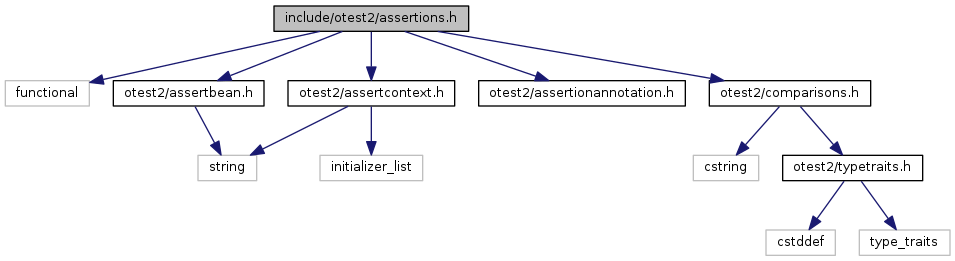 include/otest2/assertions.h
functional
otest2/assertbean.h
otest2/assertcontext.h
otest2/assertionannotation.h
otest2/comparisons.h
string
initializer_list
cstring
otest2/typetraits.h
cstddef
type_traits